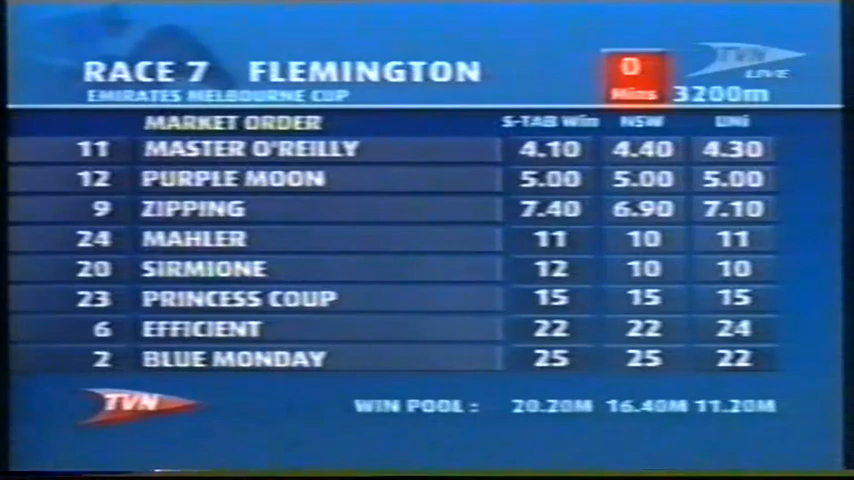 RACE 7 FLEMINGTON 0 TVN
EMIRATES MELBOURNE CUP Mins 3200m LIVE
MARKET ORDER S-TAB Win NSW UNi
11 MASTER O'REILLY 4.10 4.40 4.30
12 PURPLE MOON 5.00 5.00 5.00
9 ZIPPING 7.40 6.90 7.10
24 MAHLER 11 10 11
20 SIRMIONE 12 10 10
23 PRINCESS COUP 15 15 15
6 EFFICIENT 22 22 24
2 BLUE MONDAY 25 25 22
TVN WIN POOL : 20.20M 16.40M 11.20M